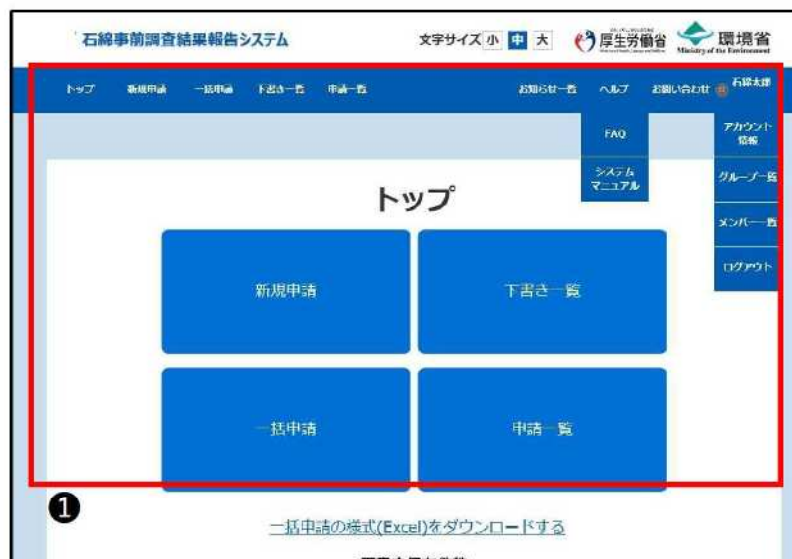 石綿事前調査結果報告システム
文字サイズ 小 中 大
厚生労働省
環境省
Ministry of the Environment
トップ 新規申請 一括申請 下書き一覧 申請一覧 お知らせ一覧 ヘルプ お問い合わせ 石綿太郎
FAQ
システム
マニュアル
アカウント
情報
グループ一覧
メンバー一覧
ログアウト
トップ
新規申請
下書き一覧
一括申請
申請一覧
❶
一括申請の様式(Excel)をダウンロードする